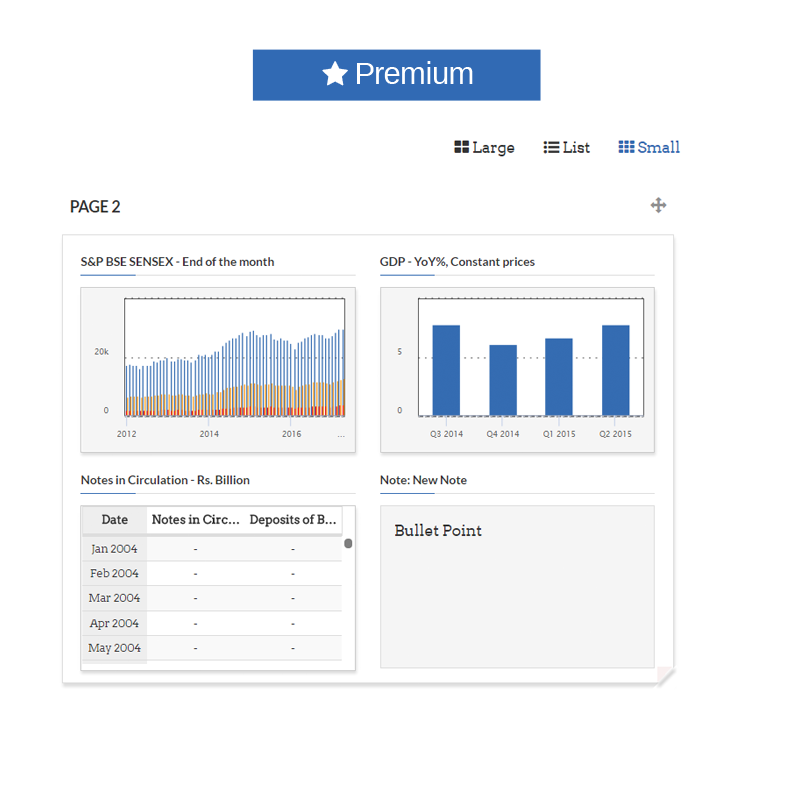 Premium
Large List Small
PAGE 2
S&P BSE SENSEX - End of the month
20k
0
2012 2014 2016 ...
GDP - YoY%, Constant prices
5
0
Q3 2014 Q4 2014 Q1 2015 Q2 2015
Notes in Circulation - Rs. Billion
Date Notes in Circ... Deposits of B...
Jan 2004 - -
Feb 2004 - -
Mar 2004 - -
Apr 2004 - -
May 2004 - -
Note: New Note
Bullet Point